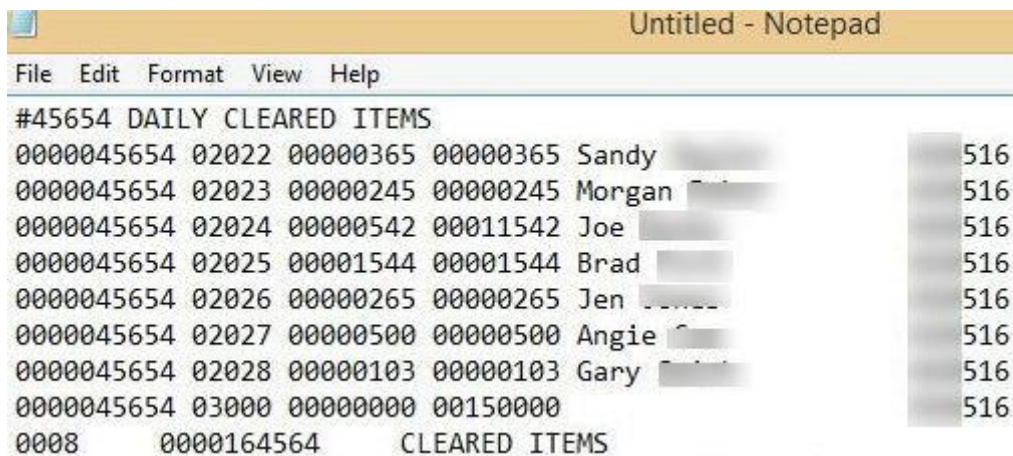 Untitled - Notepad
File Edit Format View Help
#45654 DAILY CLEARED ITEMS
0000045654 02022 00000365 00000365 Sandy 516
0000045654 02023 00000245 00000245 Morgan 516
0000045654 02024 00000542 00011542 Joe 516
0000045654 02025 00001544 00001544 Brad 516
0000045654 02026 00000265 00000265 Jen 516
0000045654 02027 00000500 00000500 Angie 516
0000045654 02028 00000103 00000103 Gary 516
0000045654 03000 00000000 00150000 516
0008 0000164564 CLEARED ITEMS